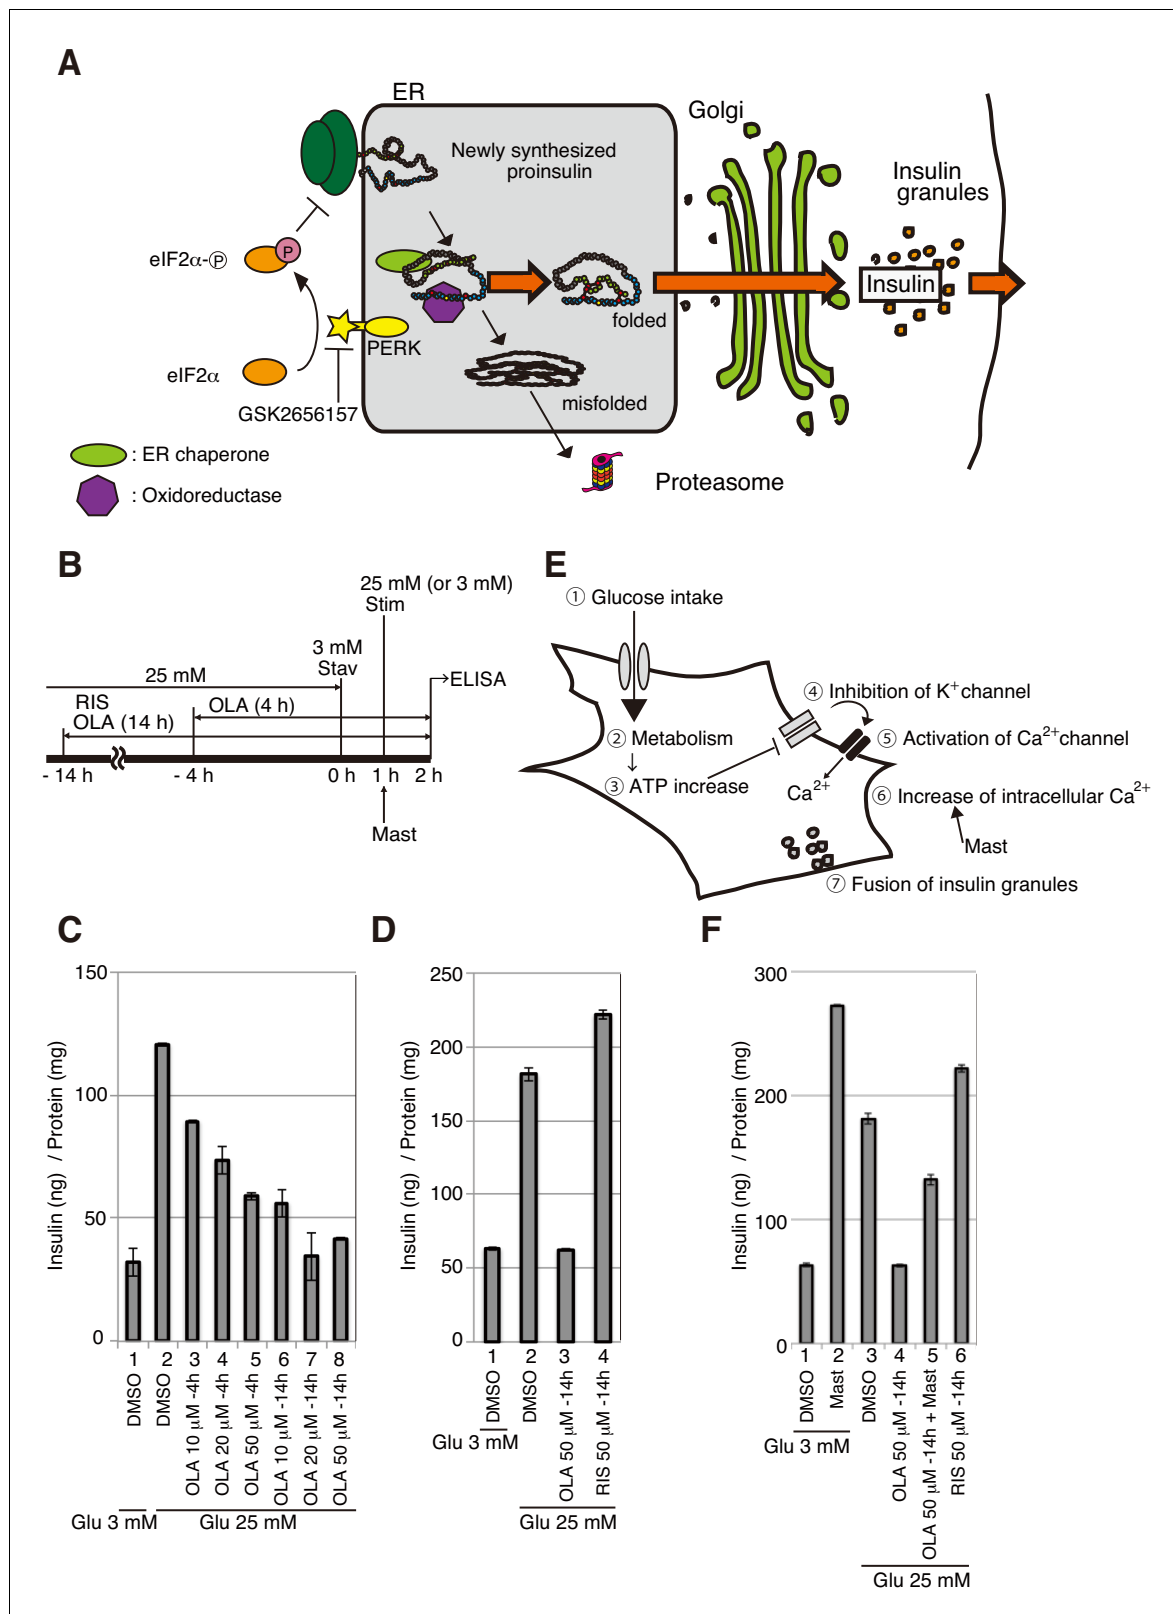 A
ER
Golgi
Newly synthesized
proinsulin
Insulin
granules
eIF2α-Ⓟ
P
Insulin
folded
PERK
eIF2α
misfolded
GSK2656157
: ER chaperone
Proteasome
: Oxidoreductase
B
25 mM (or 3 mM)
Stim
3 mM
Stav
25 mM
ELISA
RIS
OLA (14 h)
OLA (4 h)
- 14 h
- 4 h
0 h
1 h
2 h
Mast
E
① Glucose intake
④ Inhibition of K⁺ channel
② Metabolism
⑤ Activation of Ca²⁺ channel
③ ATP increase
Ca²⁺
⑥ Increase of intracellular Ca²⁺
Mast
⑦ Fusion of insulin granules
C
Insulin (ng) / Protein (mg)
150
100
50
0
1 2 3 4 5 6 7 8
DMSO
DMSO
OLA 10 μM -4h
OLA 20 μM -4h
OLA 50 μM -4h
OLA 10 μM -14h
OLA 20 μM -14h
OLA 50 μM -14h
Glu 3 mM
Glu 25 mM
D
Insulin (ng) / Protein (mg)
250
200
150
100
50
0
1 2 3 4
DMSO
DMSO
OLA 50 μM -14h
RIS 50 μM -14h
Glu 3 mM
Glu 25 mM
F
Insulin (ng) / Protein (mg)
300
200
100
0
1 2 3 4 5 6
DMSO
Mast
DMSO
OLA 50 μM -14h
OLA 50 μM -14h + Mast
RIS 50 μM -14h
Glu 3 mM
Glu 25 mM